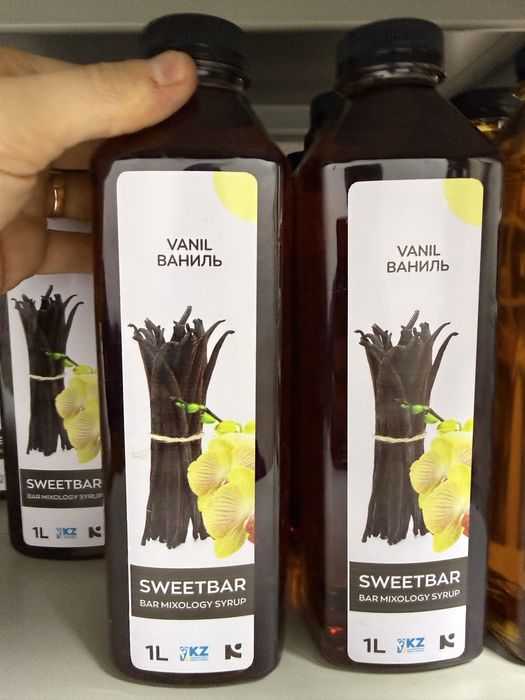 VANIL
ВАНИЛЬ
SWEETBAR
BAR MIXOLOGY SYRUP
1L KZ
VANIL
ВАНИЛЬ
SWEETBAR
BAR MIXOLOGY SYRUP
1L KZ
SWEETBAR
BAR MIXOLOGY SYRUP
1L KZ